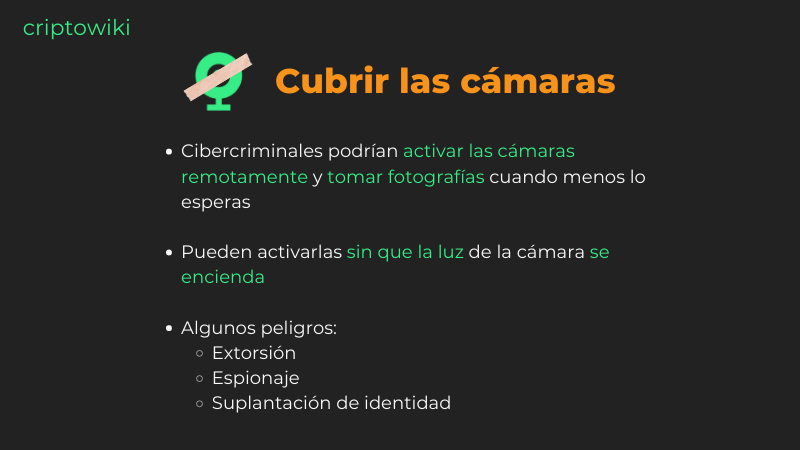 criptowiki
Cubrir las cámaras
Cibercriminales podrían activar las cámaras
remotamente y tomar fotografías cuando menos lo
esperas
Pueden activarlas sin que la luz de la cámara se
encienda
Algunos peligros:
Extorsión
Espionaje
Suplantación de identidad